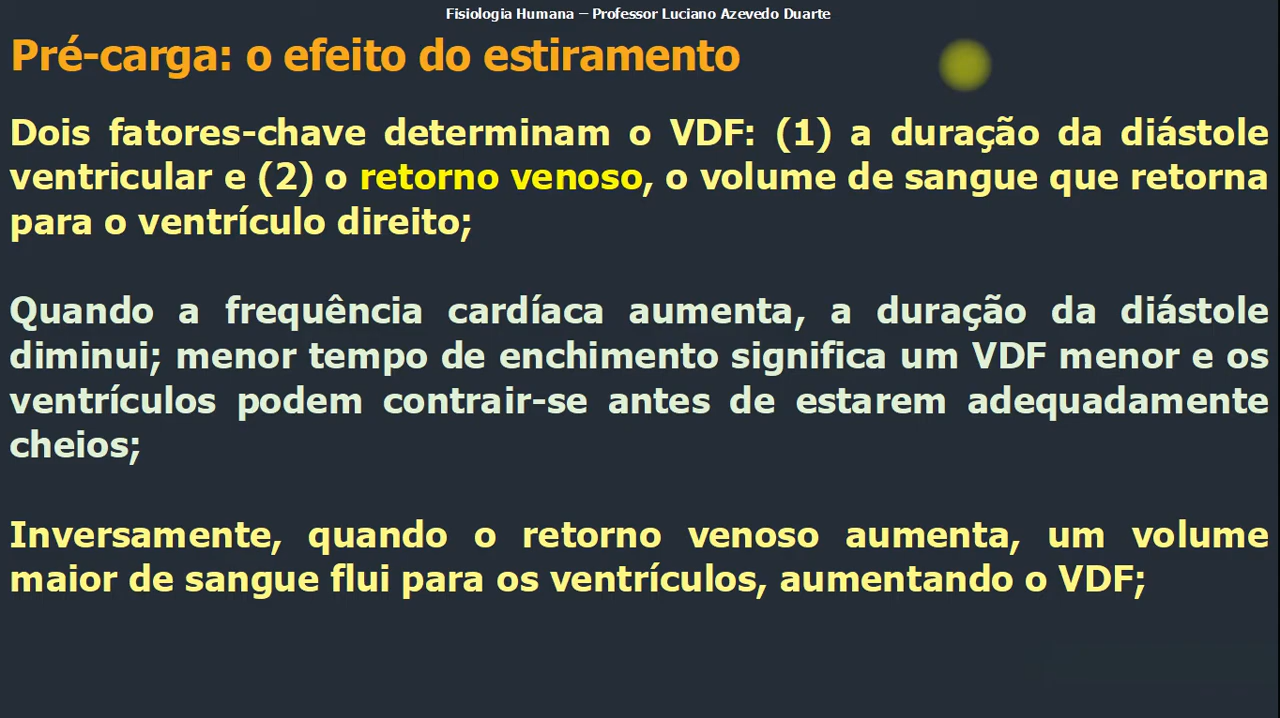 Fisiologia Humana – Professor Luciano Azevedo Duarte
Pré-carga: o efeito do estiramento
Dois fatores-chave determinam o VDF: (1) a duração da diástole
ventricular e (2) o retorno venoso, o volume de sangue que retorna
para o ventrículo direito;
Quando a frequência cardíaca aumenta, a duração da diástole
diminui; menor tempo de enchimento significa um VDF menor e os
ventrículos podem contrair-se antes de estarem adequadamente
cheios;
Inversamente, quando o retorno venoso aumenta, um volume
maior de sangue flui para os ventrículos, aumentando o VDF;